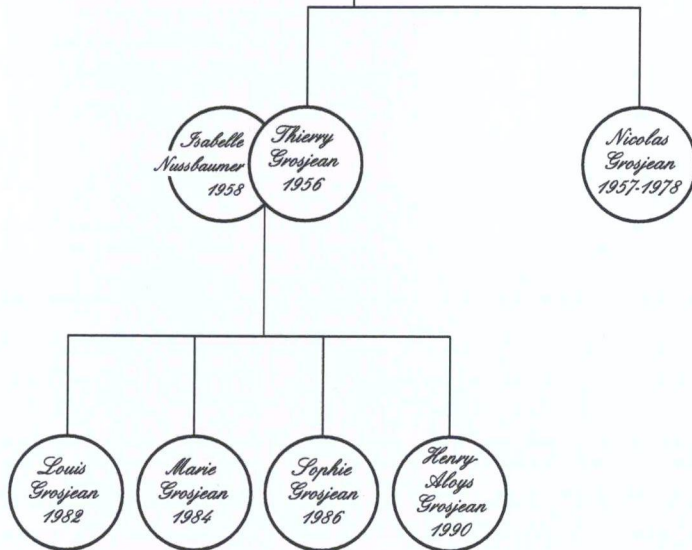 Isabelle
Nussbaumer
1958
Thierry
Grosjean
1956
Nicolas
Grosjean
1957-1978
Louis
Grosjean
1982
Marie
Grosjean
1984
Sophie
Grosjean
1986
Henry
Aloys
Grosjean
1990